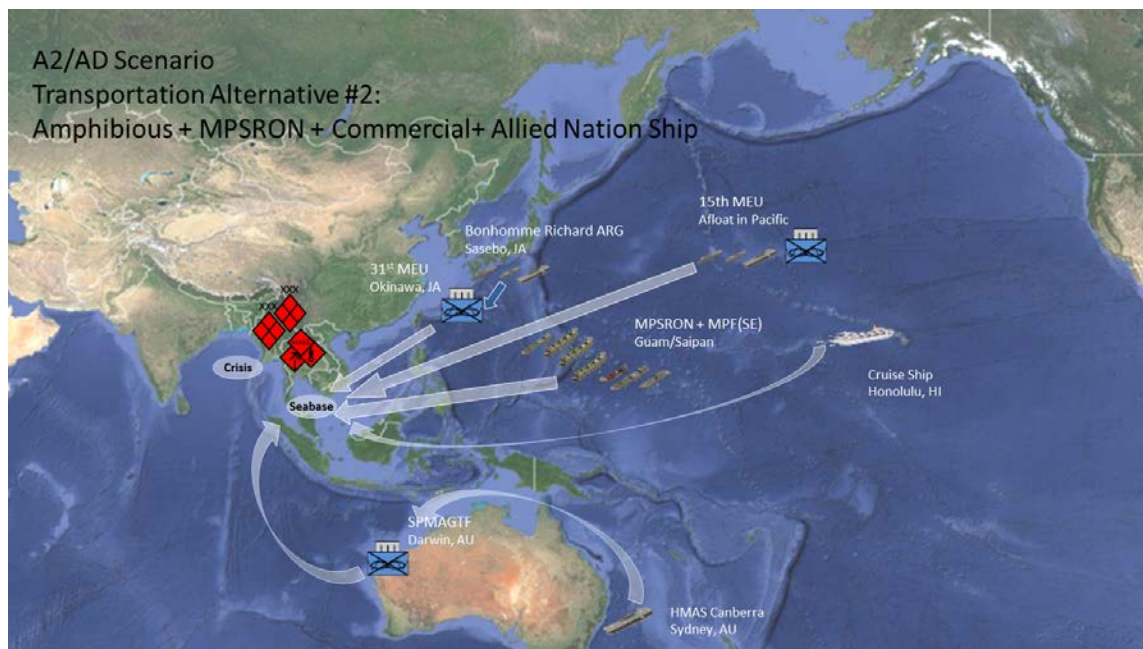 A2/AD Scenario
Transportation Alternative #2:
Amphibious + MPSRON + Commercial+ Allied Nation Ship
15th MEU
Afloat in Pacific
Bonhomme Richard ARG
Sasebo, JA
31st MEU
Okinawa, JA
XXX
XXX
MPSRON + MPF(SE)
Guam/Saipan
Crisis
Cruise Ship
Honolulu, HI
Seabase
SPMAGTF
Darwin, AU
HMAS Canberra
Sydney, AU